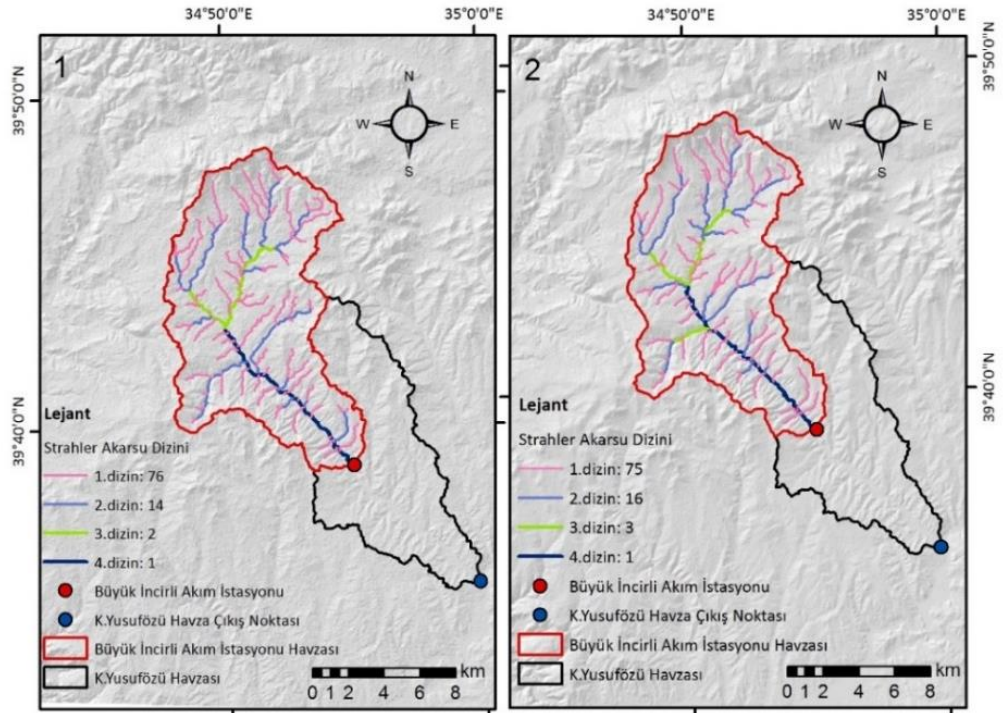 34°50'0"E 35°0'0"E
1
N
W E
S
39°50'0"N
39°40'0"N
Lejant
Strahler Akarsu Dizini
1.dizin: 76
2.dizin: 14
3.dizin: 2
4.dizin: 1
Büyük İncirli Akım İstasyonu
K.Yusufözü Havza Çıkış Noktası
Büyük İncirli Akım İstasyonu Havzası
K.Yusufözü Havzası
km
0 1 2 4 6 8
34°50'0"E 35°0'0"E
2
N
W E
S
39°50'0"N
39°40'0"N
Lejant
Strahler Akarsu Dizini
1.dizin: 75
2.dizin: 16
3.dizin: 3
4.dizin: 1
Büyük İncirli Akım İstasyonu
K.Yusufözü Havza Çıkış Noktası
Büyük İncirli Akım İstasyonu Havzası
K.Yusufözü Havzası
km
0 1 2 4 6 8